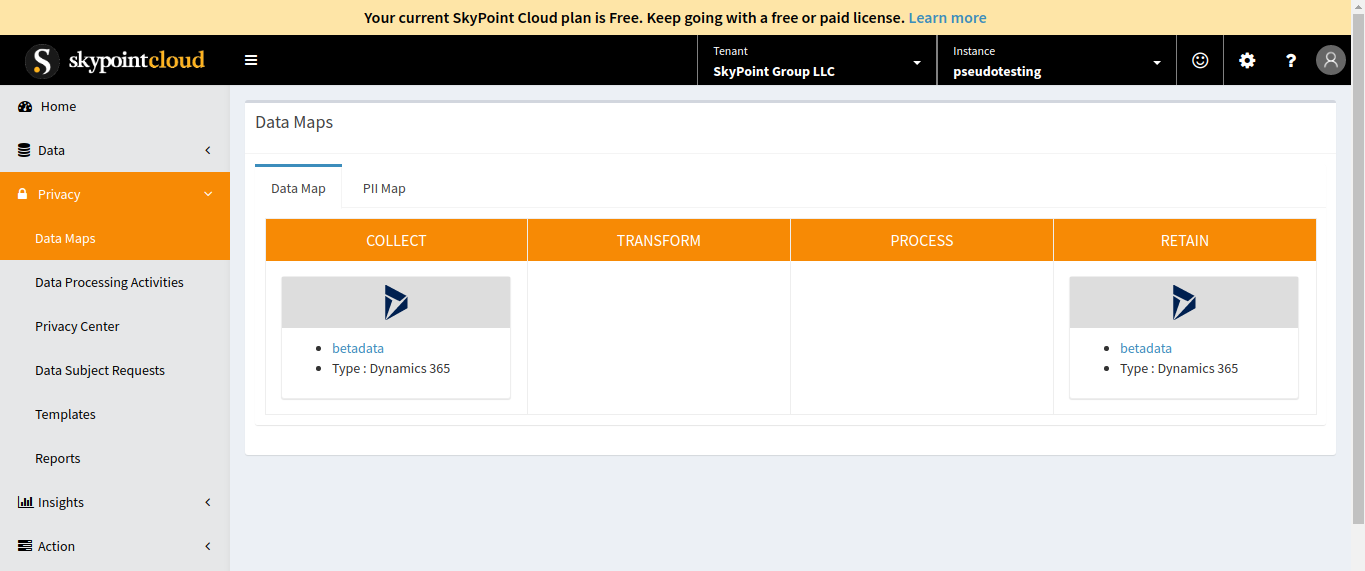 Your current SkyPoint Cloud plan is Free. Keep going with a free or paid license. Learn more
skypointcloud
Tenant
SkyPoint Group LLC
Instance
pseudotesting
?
Home
Data
Privacy
Data Maps
Data Processing Activities
Privacy Center
Data Subject Requests
Templates
Reports
Insights
Action
Data Maps
Data Map
PII Map
COLLECT
TRANSFORM
PROCESS
RETAIN
betadata
Type : Dynamics 365
betadata
Type : Dynamics 365